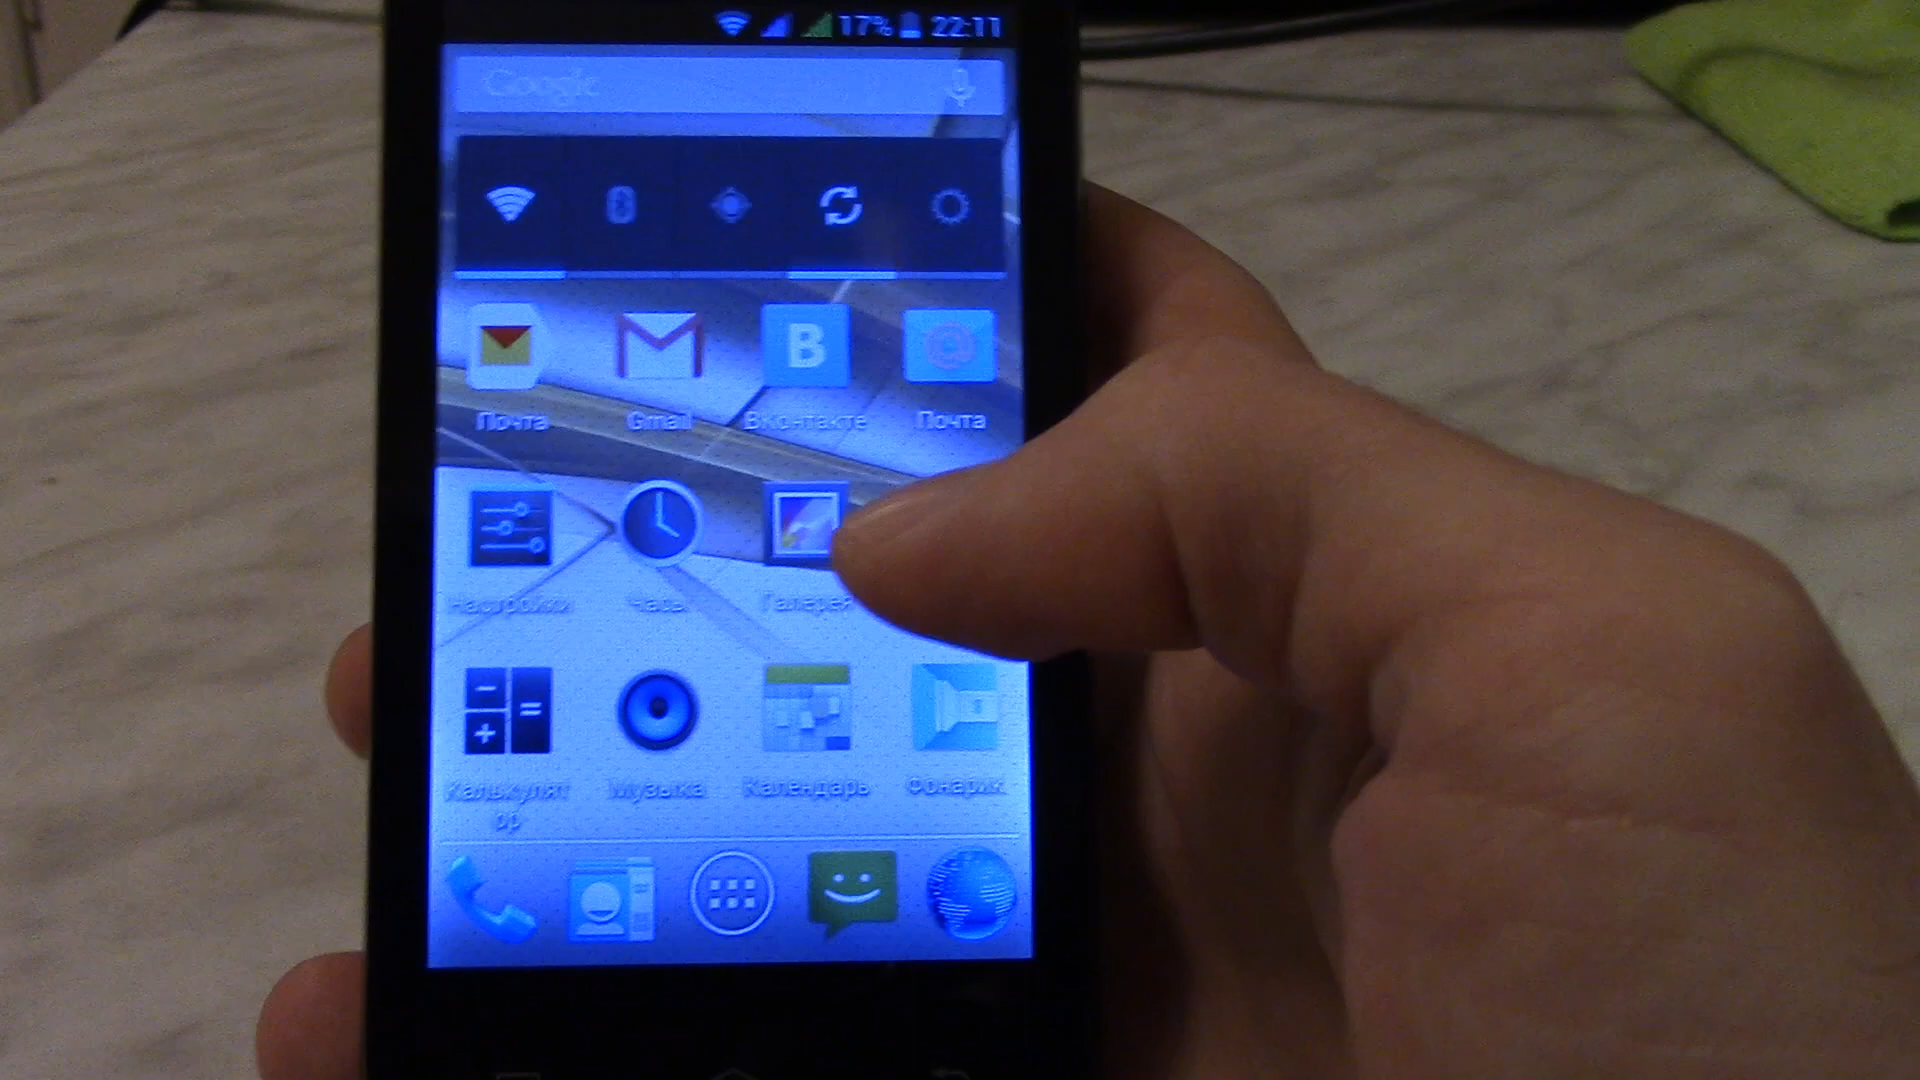 17% 22:11
Google
Почта Gmail Вконтакте Почта
Настройки Часы Галерея
Калькулят
ор
Музыка Календарь Фонарик